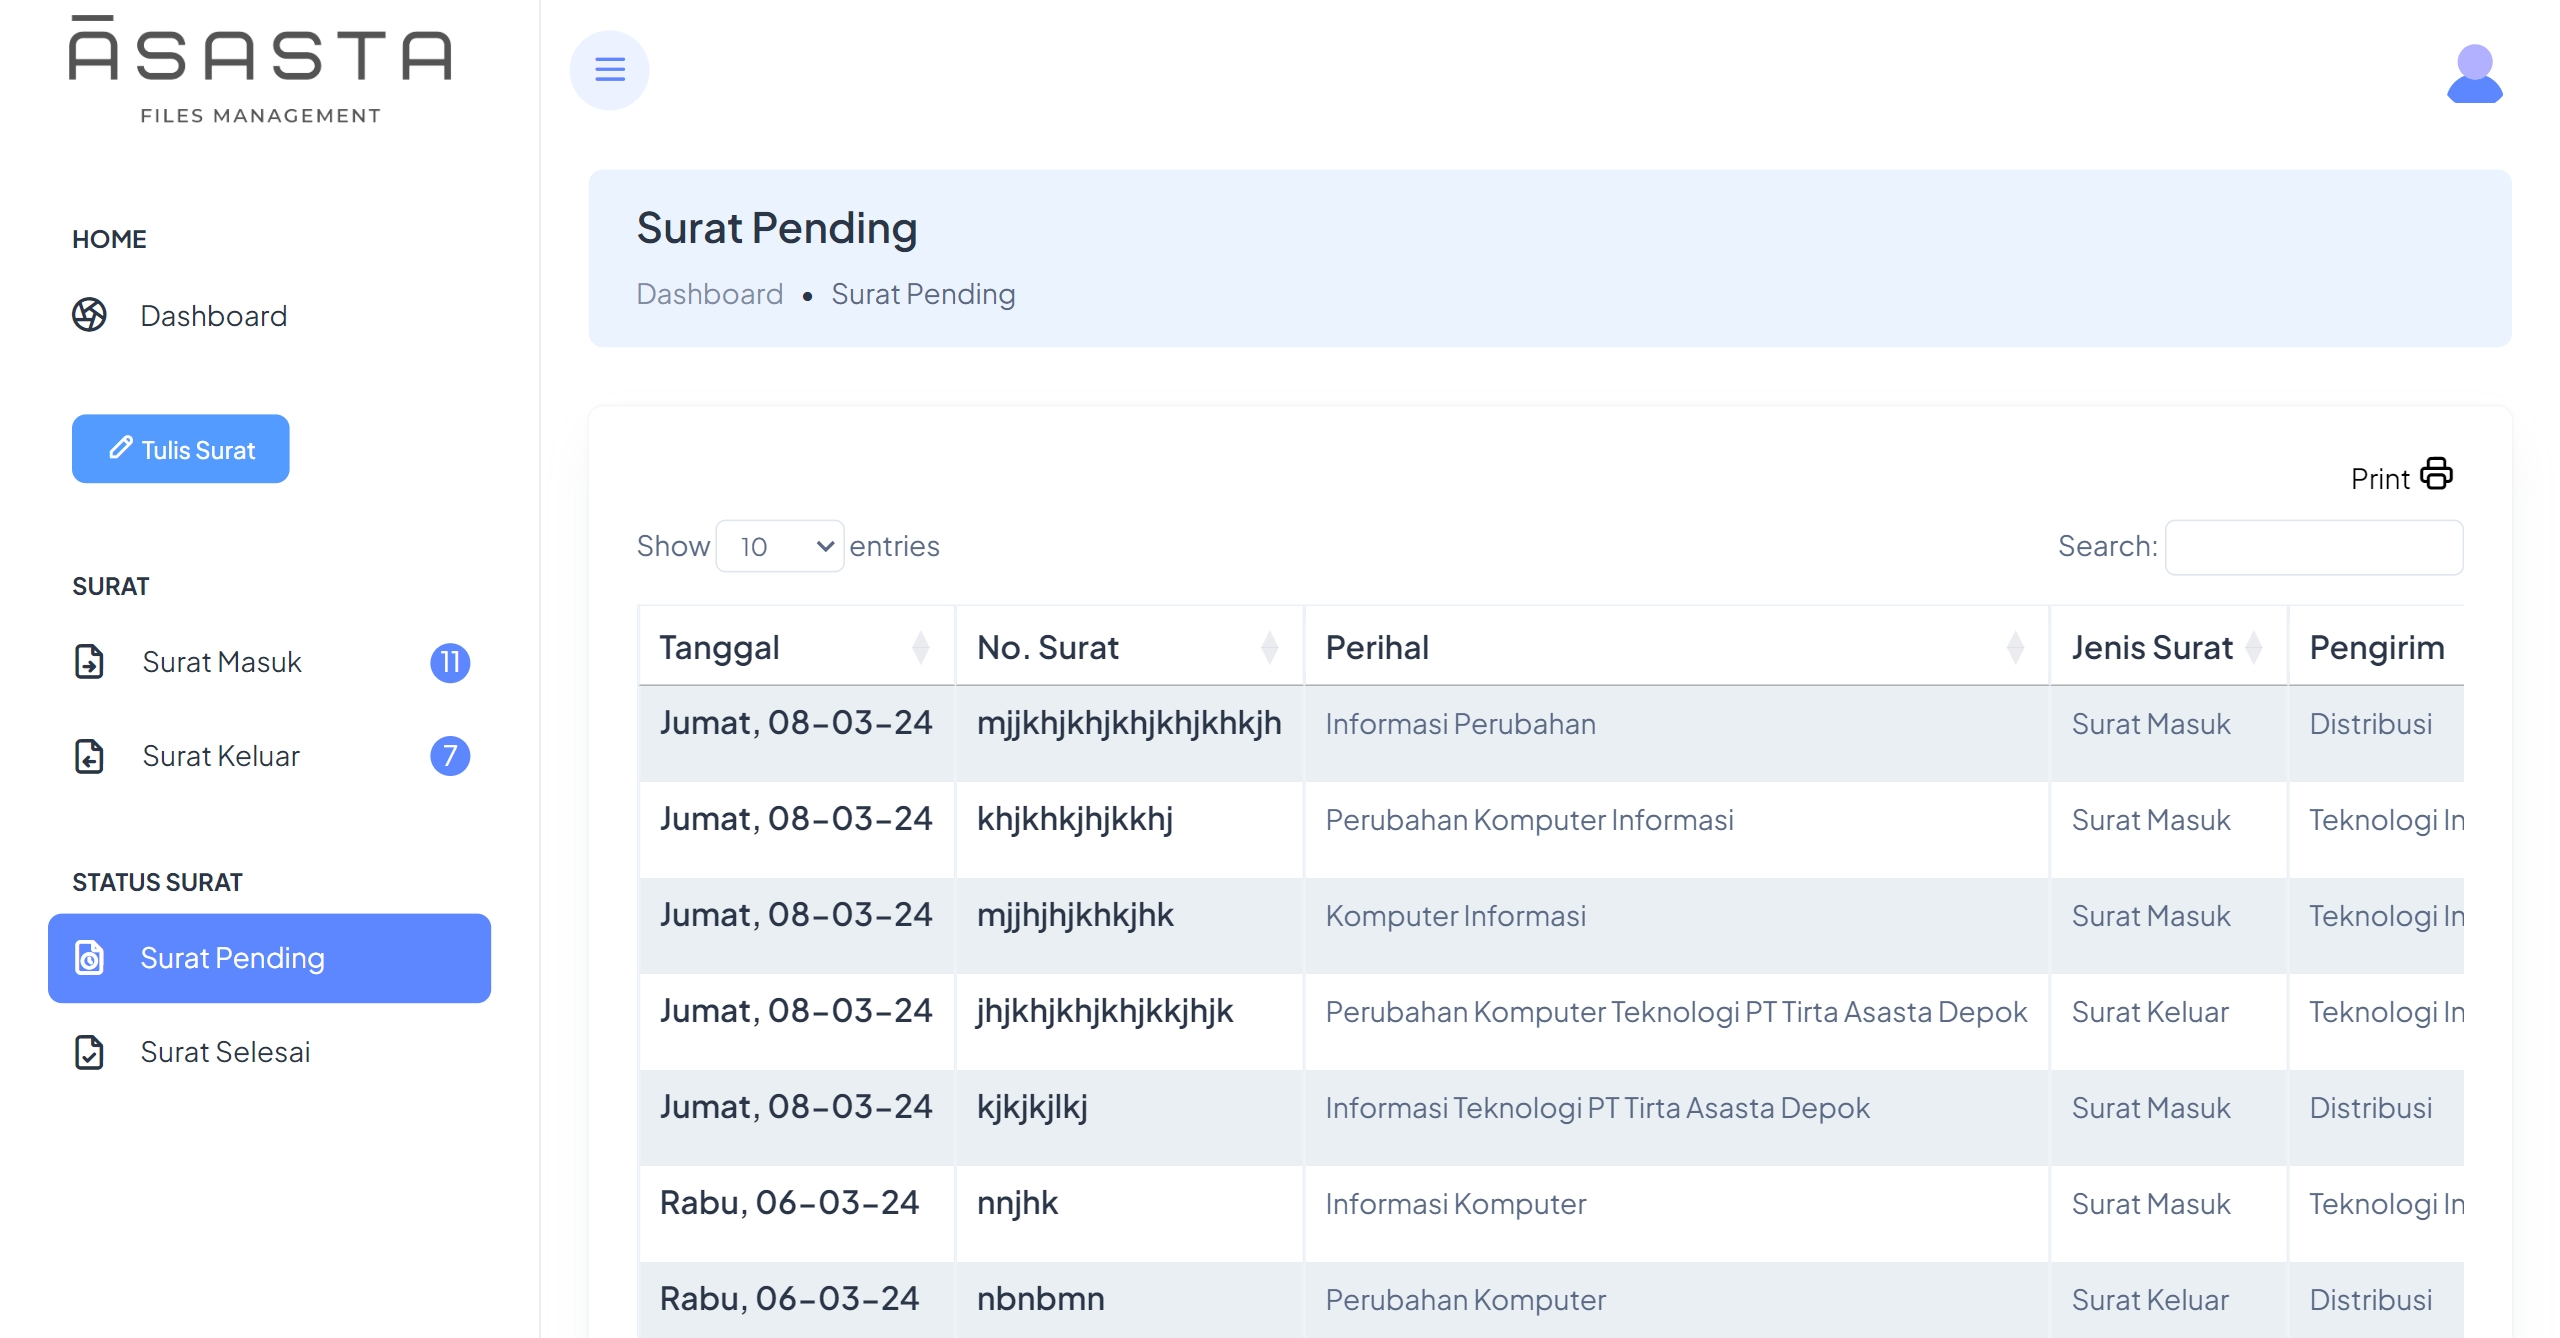 ĀSASTA
FILES MANAGEMENT
HOME
Dashboard
Tulis Surat
SURAT
Surat Masuk 11
Surat Keluar 7
STATUS SURAT
Surat Pending
Surat Selesai
Surat Pending
Dashboard • Surat Pending
Print
Show 10 entries Search:
Tanggal No. Surat Perihal Jenis Surat Pengirim
Jumat, 08-03-24 mjjkhjkhjkhjkhjkhkjh Informasi Perubahan Surat Masuk Distribusi
Jumat, 08-03-24 khjkhkjhjkkhj Perubahan Komputer Informasi Surat Masuk Teknologi In
Jumat, 08-03-24 mjjhjhjkhkjhk Komputer Informasi Surat Masuk Teknologi In
Jumat, 08-03-24 jhjkhjkhjkhjkkjhjk Perubahan Komputer Teknologi PT Tirta Asasta Depok Surat Keluar Teknologi In
Jumat, 08-03-24 kjkjkjlkj Informasi Teknologi PT Tirta Asasta Depok Surat Masuk Distribusi
Rabu, 06-03-24 nnjhk Informasi Komputer Surat Masuk Teknologi In
Rabu, 06-03-24 nbnbmn Perubahan Komputer Surat Keluar Distribusi